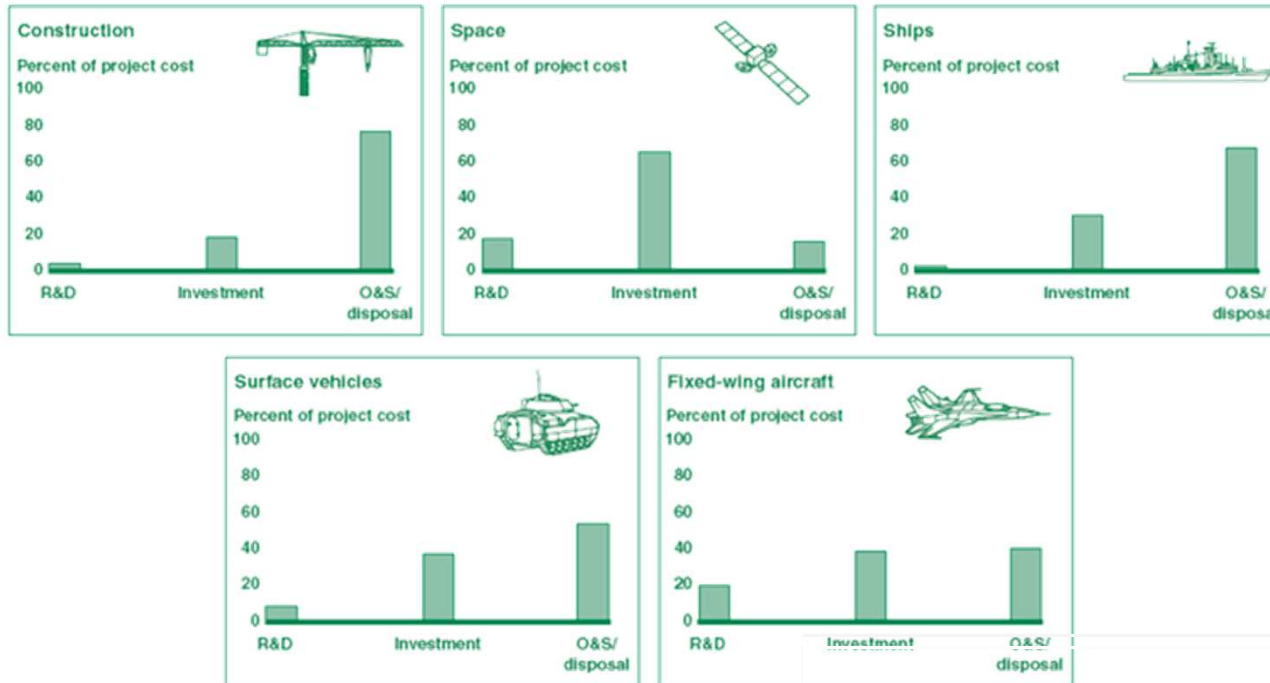 Construction
Percent of project cost
100
80
60
40
20
0
R&D Investment O&S/
disposal
Space
Percent of project cost
100
80
60
40
20
0
R&D Investment O&S/
disposal
Ships
Percent of project cost
100
80
60
40
20
0
R&D Investment O&S/
disposal
Surface vehicles
Percent of project cost
100
80
60
40
20
0
R&D Investment O&S/
disposal
Fixed-wing aircraft
Percent of project cost
100
80
60
40
20
0
R&D Investment O&S/
disposal